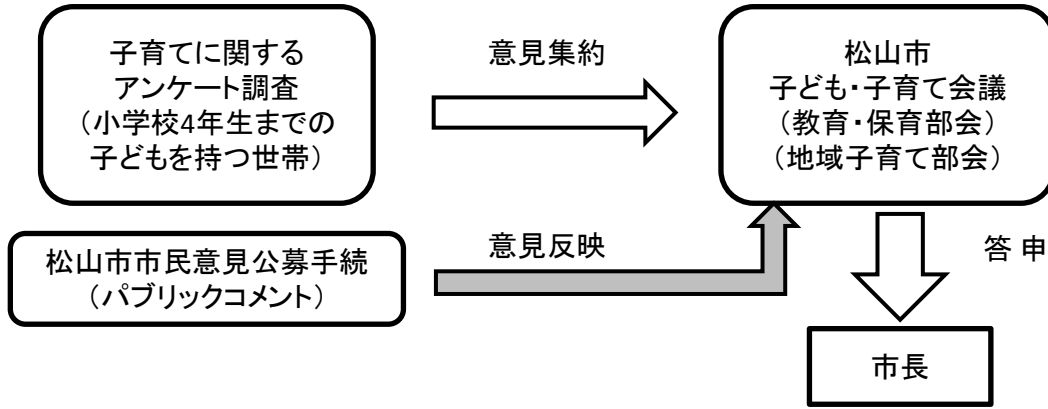 子育てに関する
アンケート調査
（小学校4年生までの
子どもを持つ世帯）
意見集約
松山市
子ども・子育て会議
（教育・保育部会）
（地域子育て部会）
松山市市民意見公募手続
（パブリックコメント）
意見反映
答 申
市長